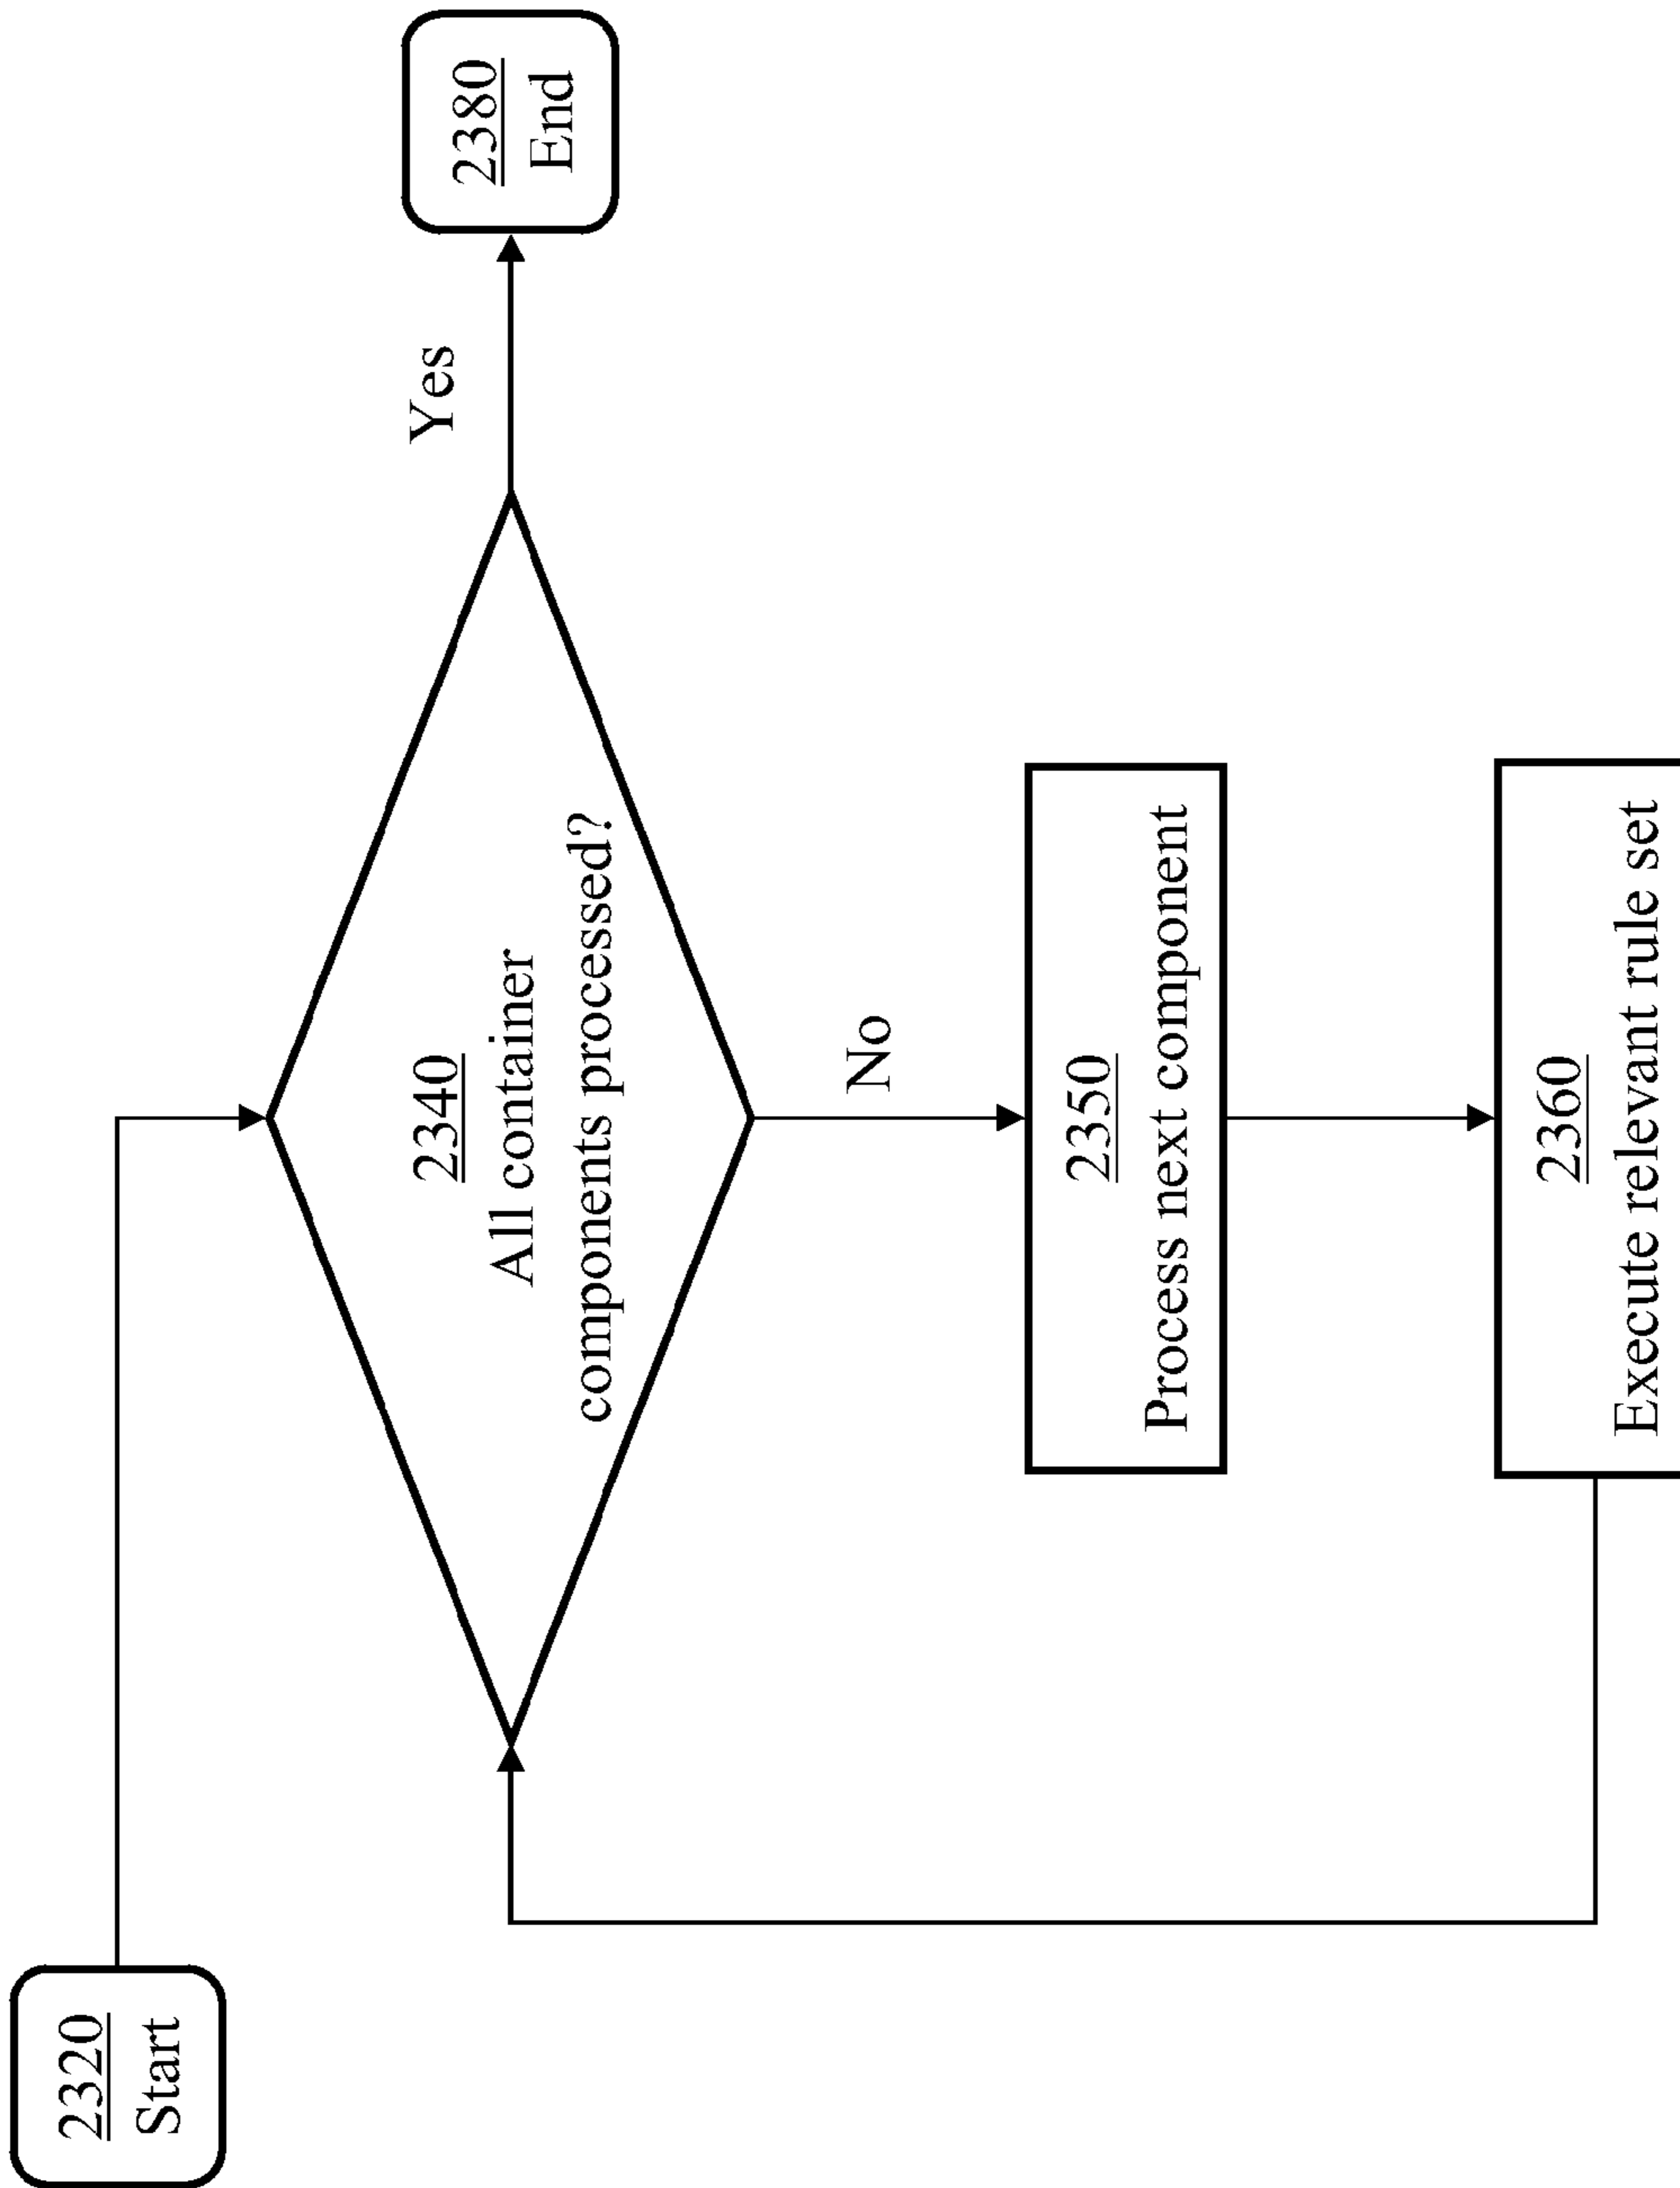 2320
Start
2340
All container
components processed?
Yes
2380
End
No
2350
Process next component
2360
Execute relevant rule set